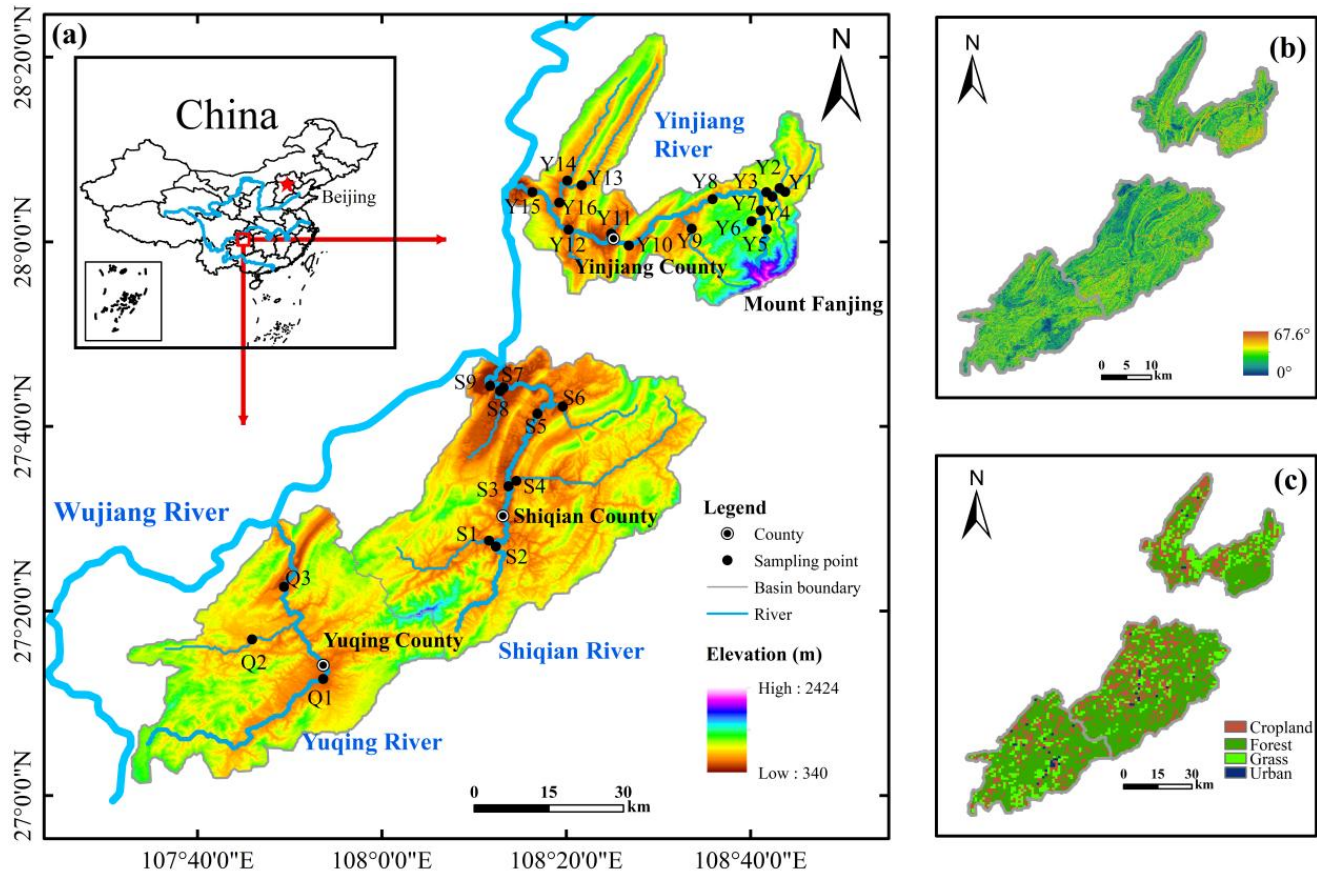 (a)
N
China
Beijing
Yinjiang
River
Y14
Y13
Y15
Y16
Y12
Y11
Y10
Y8
Y9
Y3
Y2
Y1
Y7
Y4
Y6
Y5
Yinjiang County
Mount Fanjing
S9
S7
S8
S6
S5
S3
S4
Shiqian County
S1
S2
Wujiang River
Q3
Q2
Yuqing County
Q1
Shiqian River
Yuqing River
Legend
County
Sampling point
Basin boundary
River
Elevation (m)
High : 2424
Low : 340
0 15 30
km
28°20'0"N
28°0'0"N
27°40'0"N
27°20'0"N
27°0'0"N
107°40'0"E
108°0'0"E
108°20'0"E
108°40'0"E
(b)
N
67.6°
0°
0 5 10
km
(c)
N
Cropland
Forest
Grass
Urban
0 15 30
km